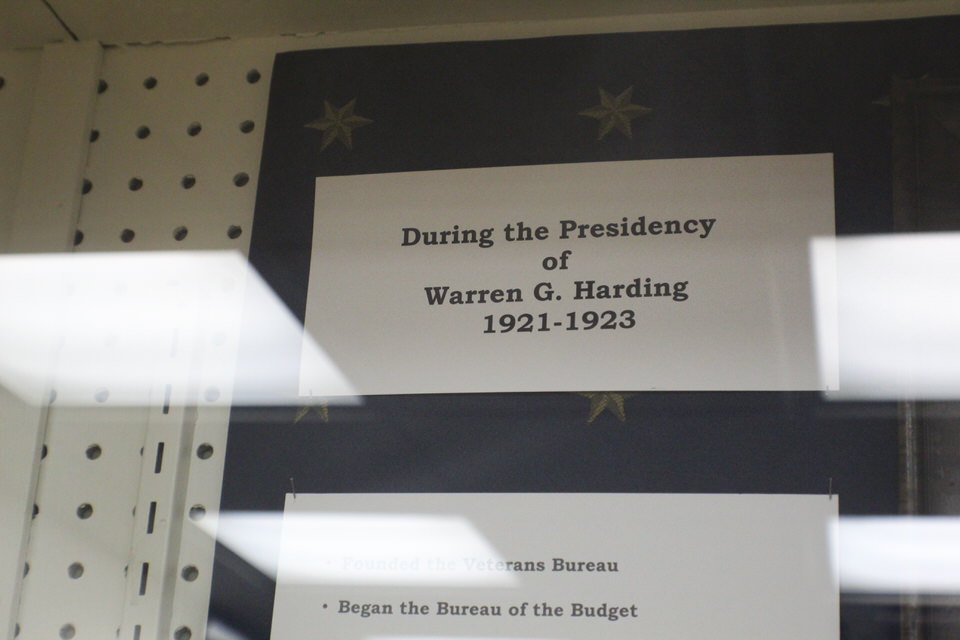 During the Presidency
of
Warren G. Harding
1921-1923
• Founded the Veterans Bureau
• Began the Bureau of the Budget